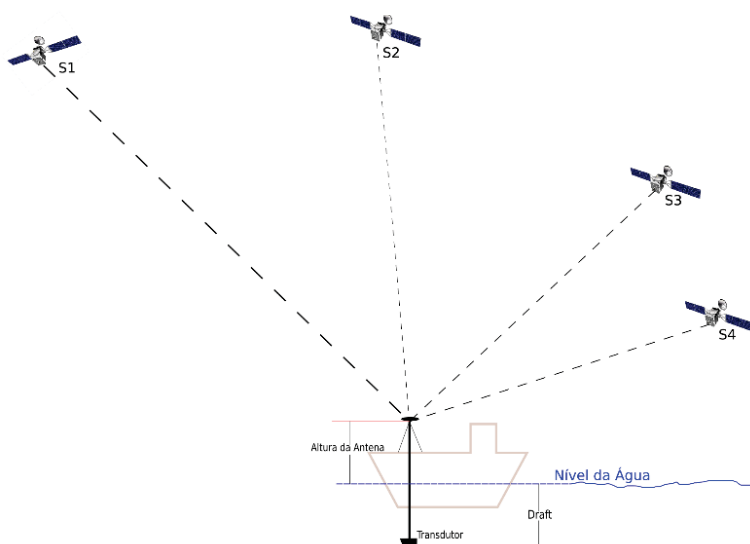 S1
S2
S3
S4
Altura da Antena
Nível da Água
Draft
Transdutor